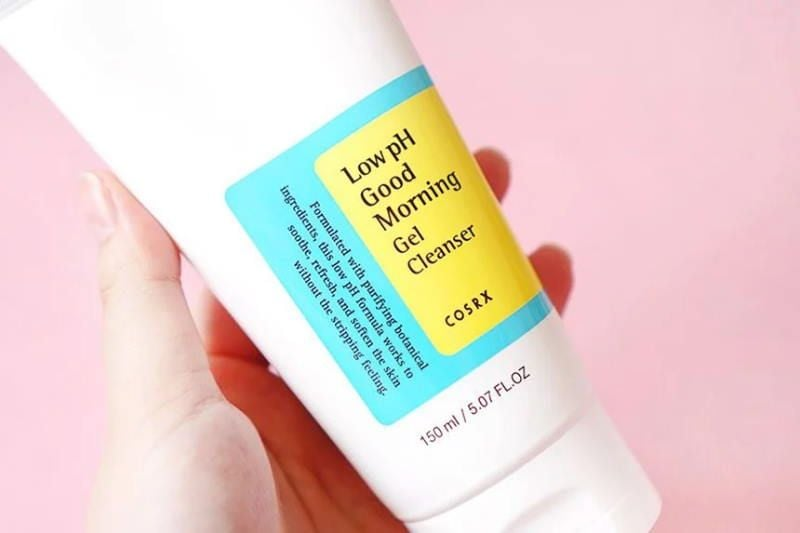 Low pH
Good
Morning
Gel
Cleanser
COSRX
Formulated with purifying botanical
ingredients, this low pH formula works to
soothe, refresh, and soften the skin
without the stripping feeling.
150 ml / 5.07 FL.OZ